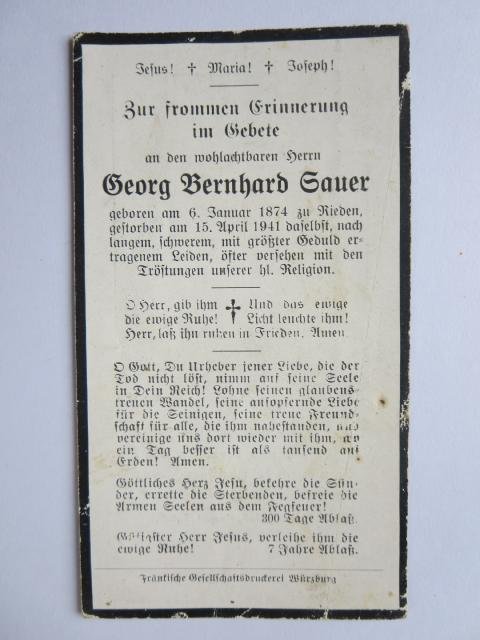 Jesus! ✝ Maria! ✝ Joseph!
Zur frommen Erinnerung
im Gebete
an den wohlachtbaren Herrn
Georg Bernhard Sauer
geboren am 6. Januar 1874 zu Rieden,
gestorben am 15. April 1941 daselbst, nach
langem, schwerem, mit größter Geduld er-
tragenem Leiden, öfter versehen mit den
Tröstungen unserer hl. Religion.
O Herr, gib ihm ✝ Und das ewige
die ewige Ruhe! Licht leuchte ihm!
Herr, laß ihn ruhen in Frieden. Amen.
O Gott, Du Urheber jener Liebe, die der
Tod nicht löst, nimm auf seine Seele
in Dein Reich! Lohne seinen glaubens-
treuen Wandel, seine aufopfernde Liebe
für die Seinigen, seine treue Freund-
schaft für alle, die ihm nahestanden, und
vereinige uns dort wieder mit ihm, wo
ein Tag besser ist als tausend auf
Erden! Amen.
Göttliches Herz Jesu, bekehre die Sün-
der, errette die Sterbenden, befreie die
Armen Seelen aus dem Fegfeuer!
300 Tage Ablaß.
Gütigster Herr Jesus, verleihe ihm die
ewige Ruhe! 7 Jahre Ablaß.
Fränkische Gesellschaftsdruckerei Würzburg